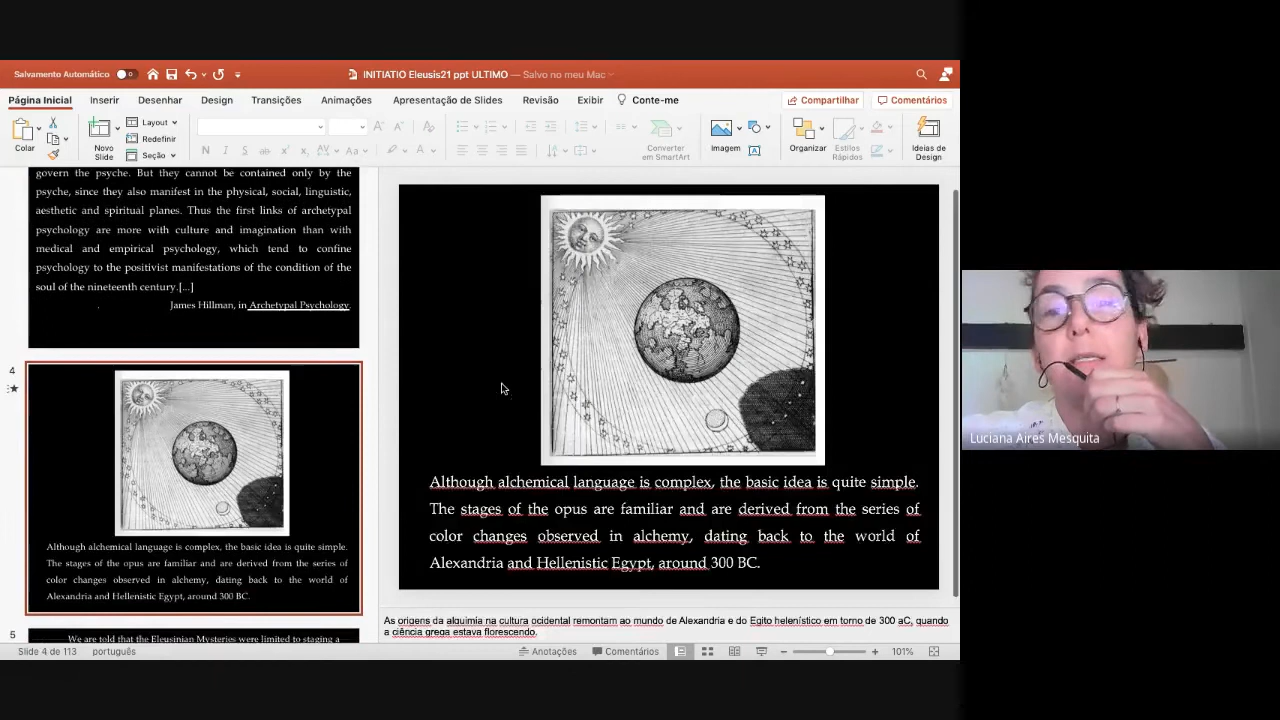 Salvamento Automático
INITIATIO Eleusis21 ppt ULTIMO — Salvo no meu Mac
Página Inicial Inserir Desenhar Design Transições Animações Apresentação de Slides Revisão Exibir Conte-me Compartilhar Comentários
Colar
Novo Slide
Layout
Redefinir
Seção
N I S ab x² x₂ AV Aa A
Converter em SmartArt
Imagem
Organizar
Estilos Rápidos
Ideias de Design
govern the psyche. But they cannot be contained only by the
psyche, since they also manifest in the physical, social, linguistic,
aesthetic and spiritual planes. Thus the first links of archetypal
psychology are more with culture and imagination than with
medical and empirical psychology, which tend to confine
psychology to the positivist manifestations of the condition of the
soul of the nineteenth century.[...]
. James Hillman, in Archetypal Psychology.
4
Although alchemical language is complex, the basic idea is quite simple.
The stages of the opus are familiar and are derived from the series of
color changes observed in alchemy, dating back to the world of
Alexandria and Hellenistic Egypt, around 300 BC.
5
We are told that the Eleusinian Mysteries were limited to staging a
Although alchemical language is complex, the basic idea is quite simple.
The stages of the opus are familiar and are derived from the series of
color changes observed in alchemy, dating back to the world of
Alexandria and Hellenistic Egypt, around 300 BC.
As origens da alquimia na cultura ocidental remontam ao mundo de Alexandria e do Egito helenístico em torno de 300 aC, quando
a ciência grega estava florescendo.
Slide 4 de 113 português Anotações Comentários 101%
Luciana Aires Mesquita